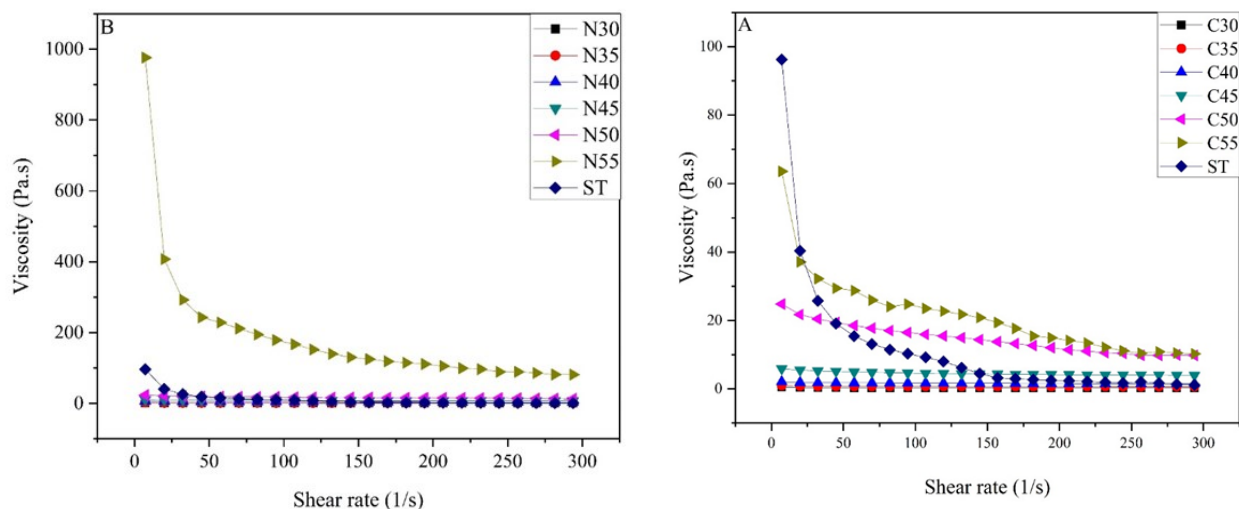 B
N30
N35
N40
N45
N50
N55
ST
1000
800
600
400
200
0
Viscosity (Pa.s)
0 50 100 150 200 250 300
Shear rate (1/s)
A
C30
C35
C40
C45
C50
C55
ST
100
80
60
40
20
0
Viscosity (Pa.s)
0 50 100 150 200 250 300
Shear rate (1/s)